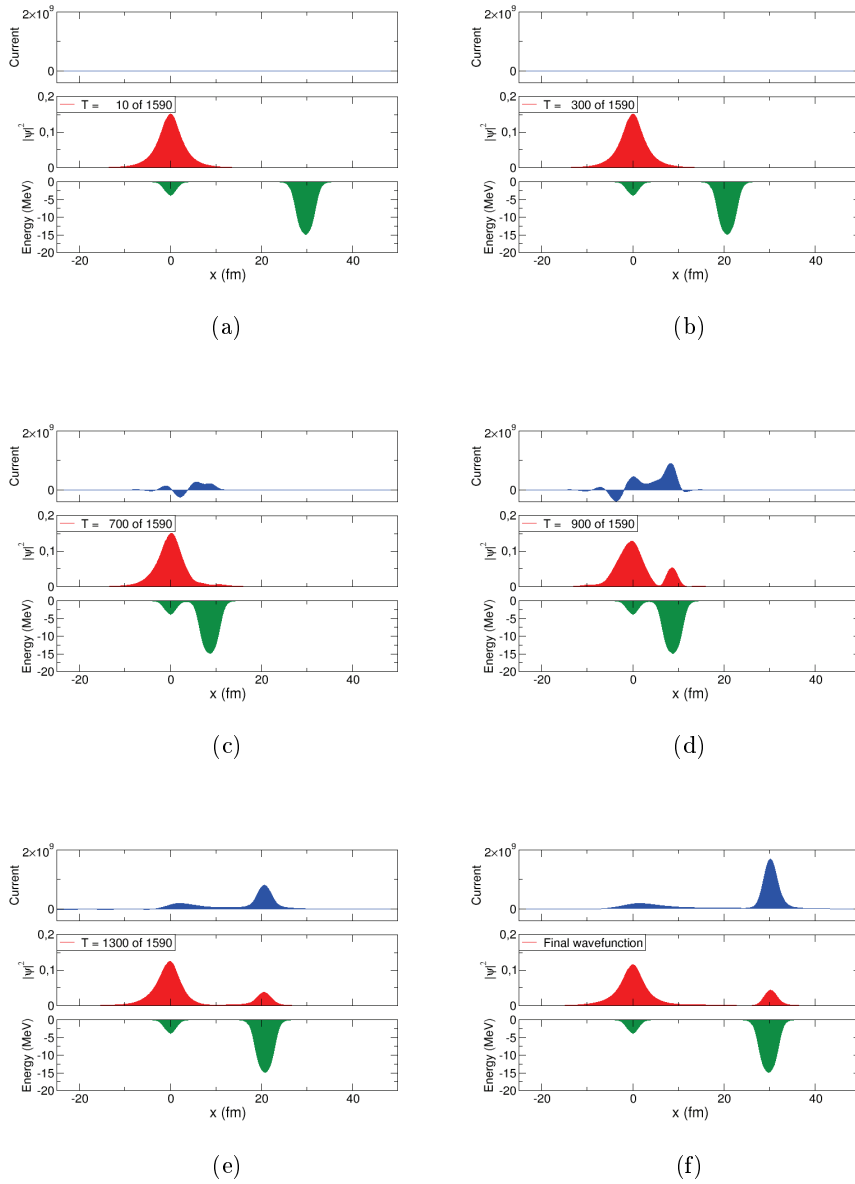 2×10⁹
Current
0
0,2
T = 10 of 1590
|ψ|²
0,1
0
0
-5
-10
-15
-20
Energy (MeV)
-20 0 20 40
x (fm)
(a)
2×10⁹
Current
0
0,2
T = 300 of 1590
|ψ|²
0,1
0
0
-5
-10
-15
-20
Energy (MeV)
-20 0 20 40
x (fm)
(b)
2×10⁹
Current
0
0,2
T = 700 of 1590
|ψ|²
0,1
0
0
-5
-10
-15
-20
Energy (MeV)
-20 0 20 40
x (fm)
(c)
2×10⁹
Current
0
0,2
T = 900 of 1590
|ψ|²
0,1
0
0
-5
-10
-15
-20
Energy (MeV)
-20 0 20 40
x (fm)
(d)
2×10⁹
Current
0
0,2
T = 1300 of 1590
|ψ|²
0,1
0
0
-5
-10
-15
-20
Energy (MeV)
-20 0 20 40
x (fm)
(e)
2×10⁹
Current
0
0,2
Final wavefunction
|ψ|²
0,1
0
0
-5
-10
-15
-20
Energy (MeV)
-20 0 20 40
x (fm)
(f)